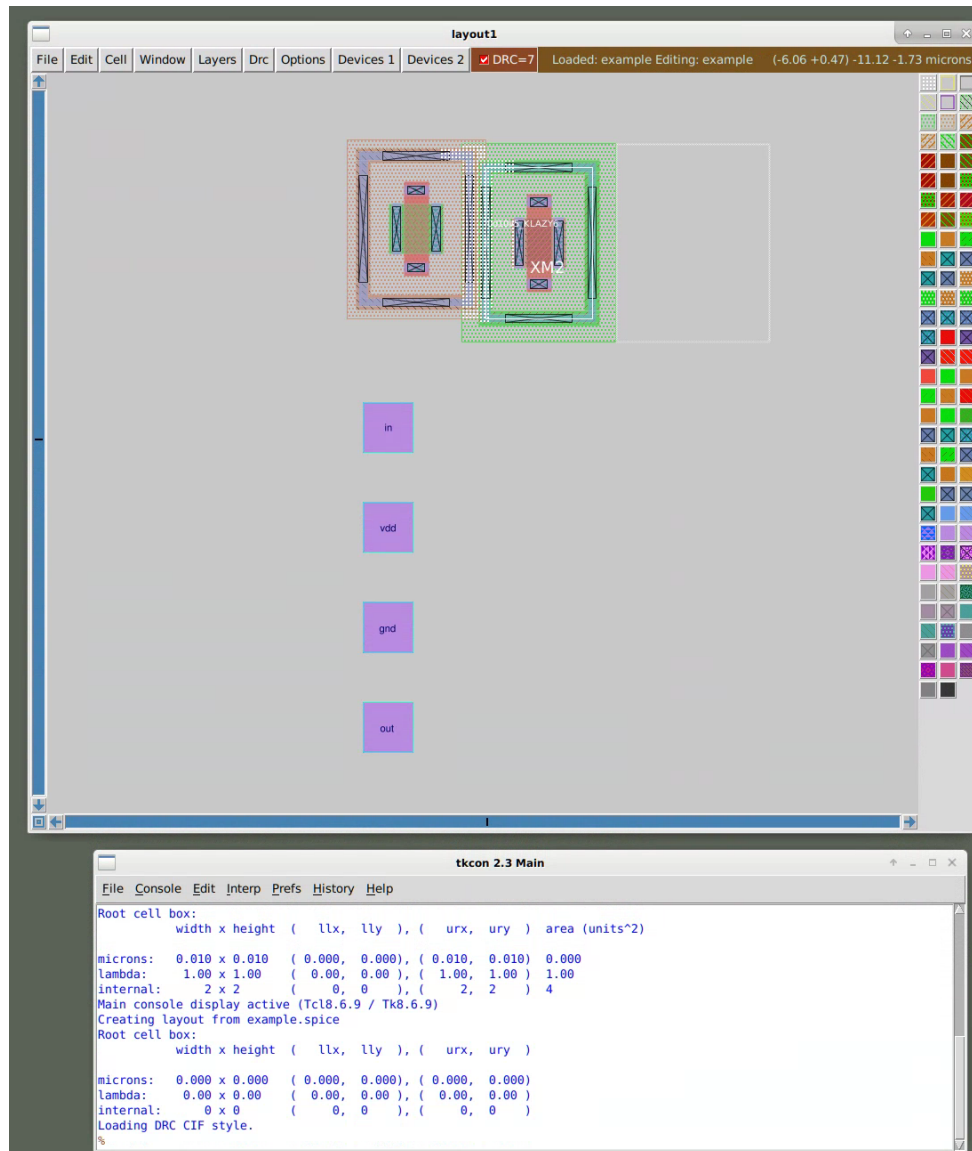 layout1
File Edit Cell Window Layers Drc Options Devices 1 Devices 2 DRC=7 Loaded: example Editing: example (-6.06 +0.47) -11.12 -1.73 microns
XM2
in
vdd
gnd
out
tkcon 2.3 Main
File Console Edit Interp Prefs History Help
Root cell box:
width x height ( llx, lly ), ( urx, ury ) area (units^2)
microns: 0.010 x 0.010 ( 0.000, 0.000), ( 0.010, 0.010) 0.000
lambda: 1.00 x 1.00 ( 0.00, 0.00 ), ( 1.00, 1.00 ) 1.00
internal: 2 x 2 ( 0, 0 ), ( 2, 2 ) 4
Main console display active (Tcl8.6.9 / Tk8.6.9)
Creating layout from example.spice
Root cell box:
width x height ( llx, lly ), ( urx, ury )
microns: 0.000 x 0.000 ( 0.000, 0.000), ( 0.000, 0.000)
lambda: 0.00 x 0.00 ( 0.00, 0.00 ), ( 0.00, 0.00 )
internal: 0 x 0 ( 0, 0 ), ( 0, 0 )
Loading DRC CIF style.
%